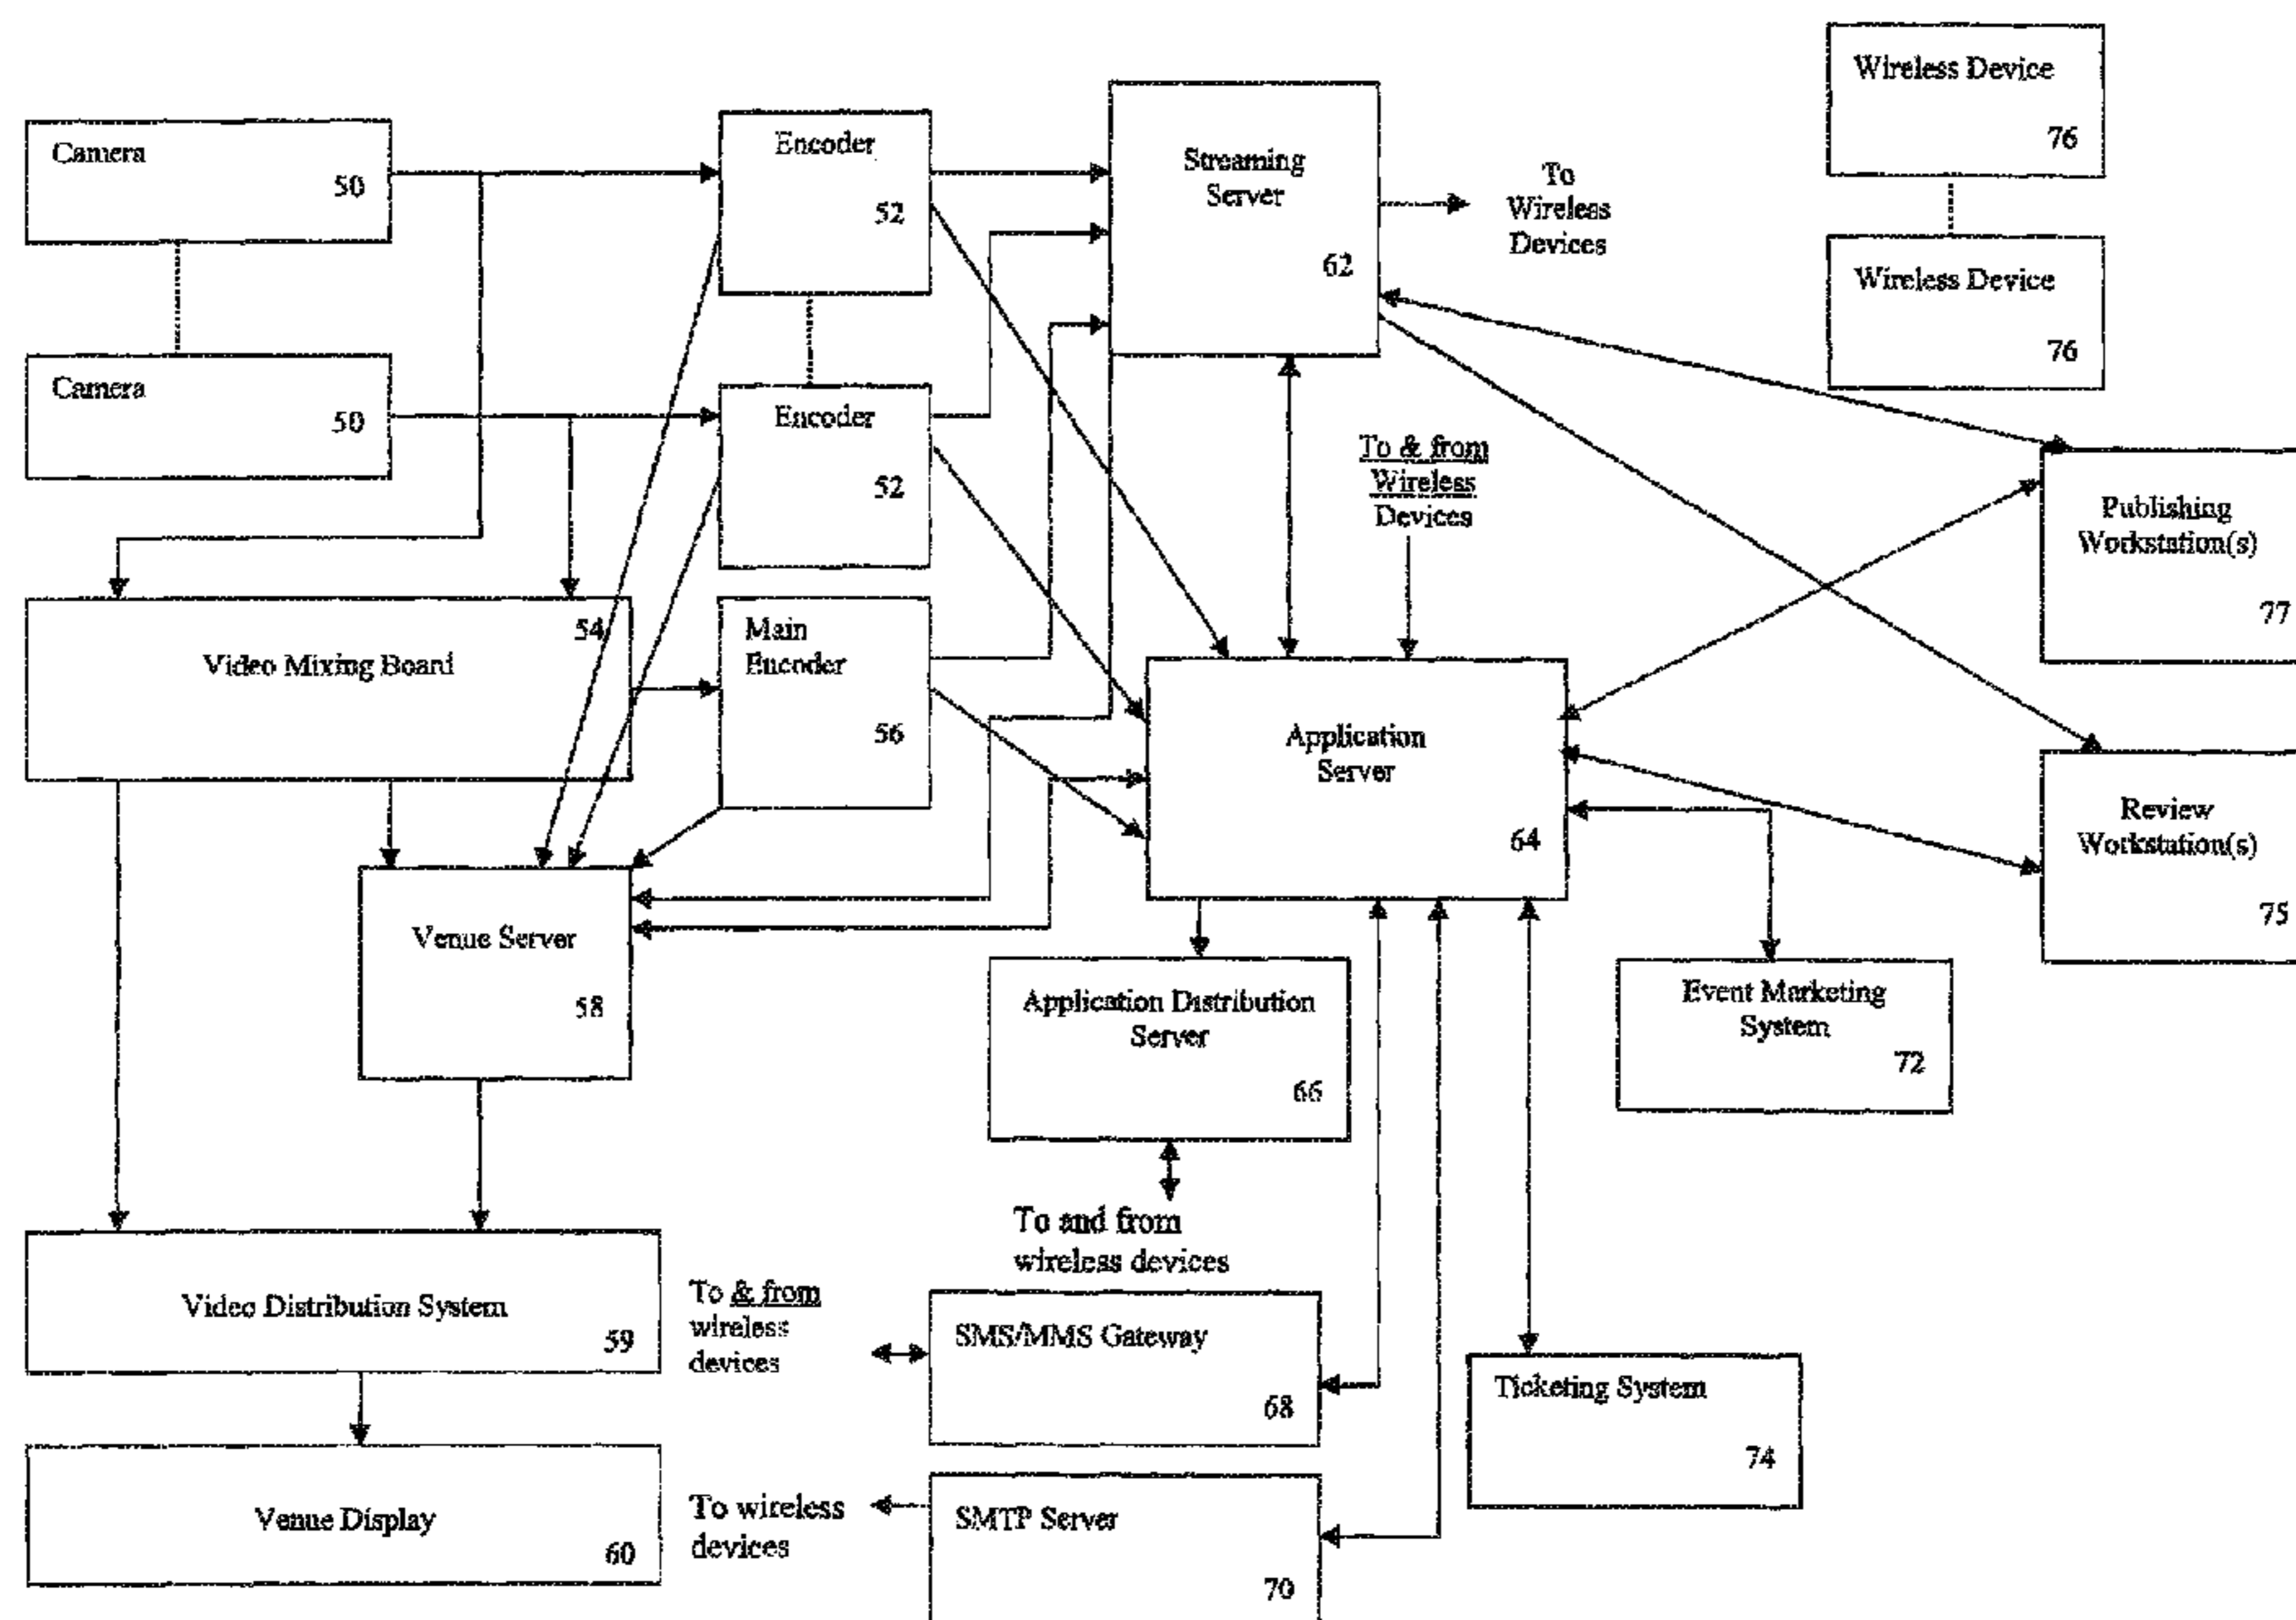 Wireless Device
76
Camera
50
Encoder
52
Streaming
Server
62
To
Wireless
Devices
Wireless Device
76
Camera
50
Encoder
52
To & from
Wireless
Devices
Publishing
Workstation(s)
77
54
Video Mixing Board
Main
Encoder
56
Application
Server
64
Review
Workstation(s)
75
Venue Server
58
Application Distribution
Server
66
Event Marketing
System
72
To and from
wireless devices
Video Distribution System
59
To & from
wireless
devices
SMS/MMS Gateway
68
Ticketing System
74
Venue Display
60
To wireless
devices
SMTP Server
70